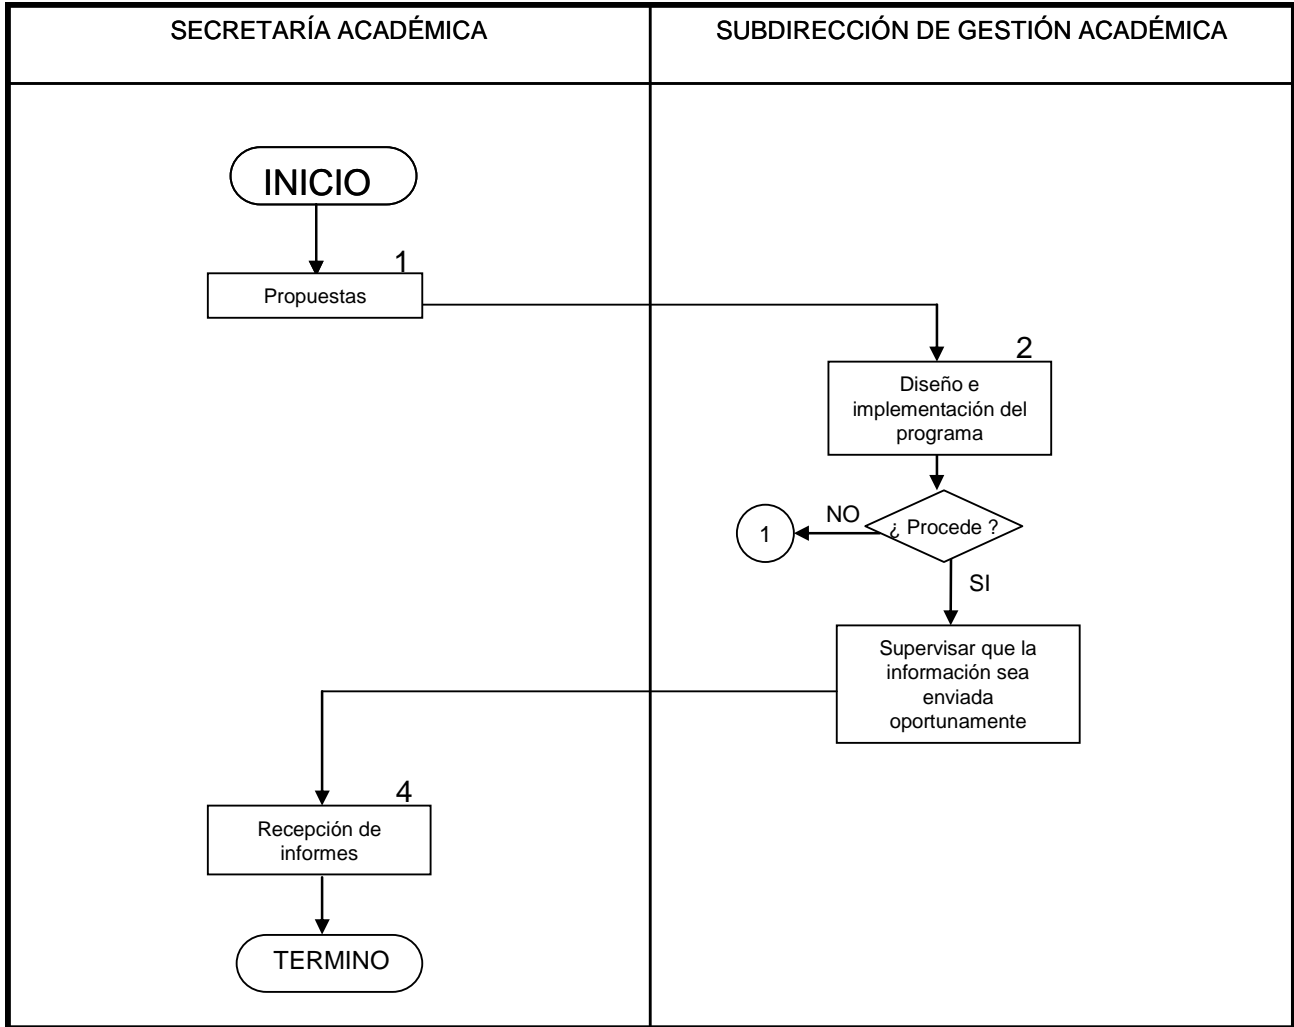 SECRETARÍA ACADÉMICA
SUBDIRECCIÓN DE GESTIÓN ACADÉMICA
INICIO
1
Propuestas
2
Diseño e
implementación del
programa
NO
¿ Procede ?
1
SI
Supervisar que la
información sea
enviada
oportunamente
4
Recepción de
informes
TERMINO